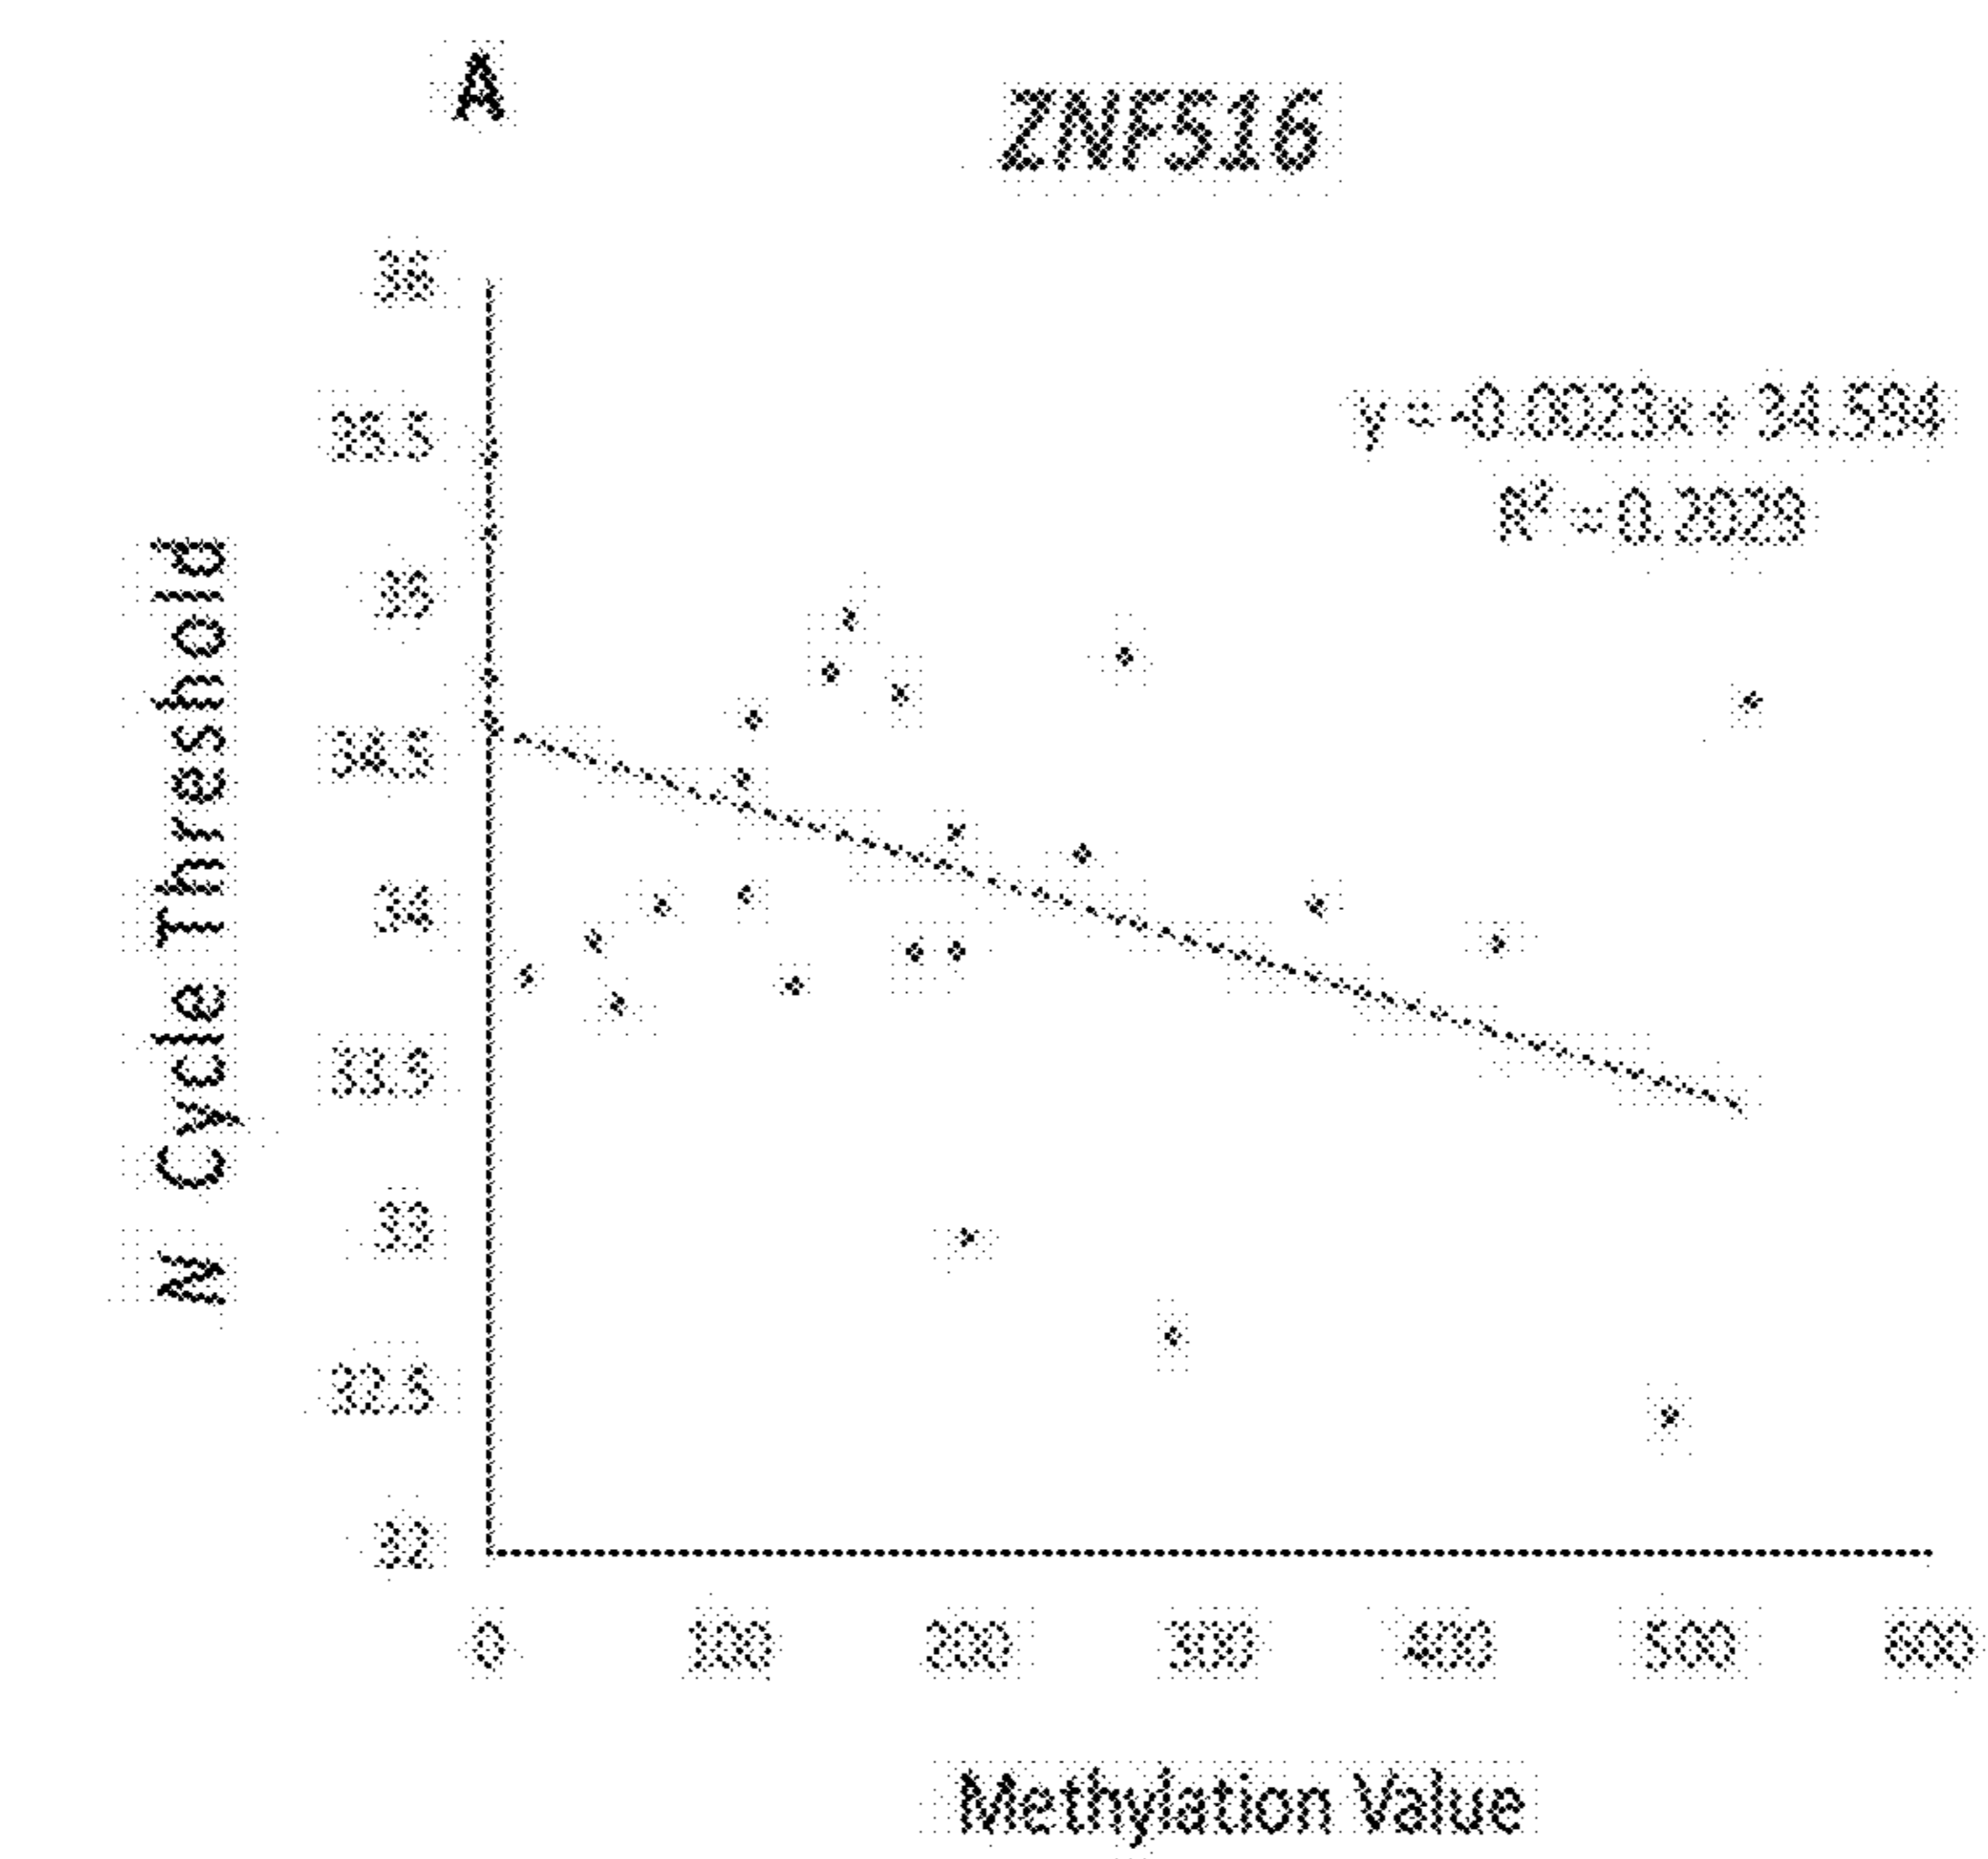 A
ZNF516
y = -0.0023x + 34.594
R² = 0.2029
M Cycle Threshold
36
35.5
35
34.5
34
33.5
33
32.5
32
0 100 200 300 400 500 600
Methylation Value